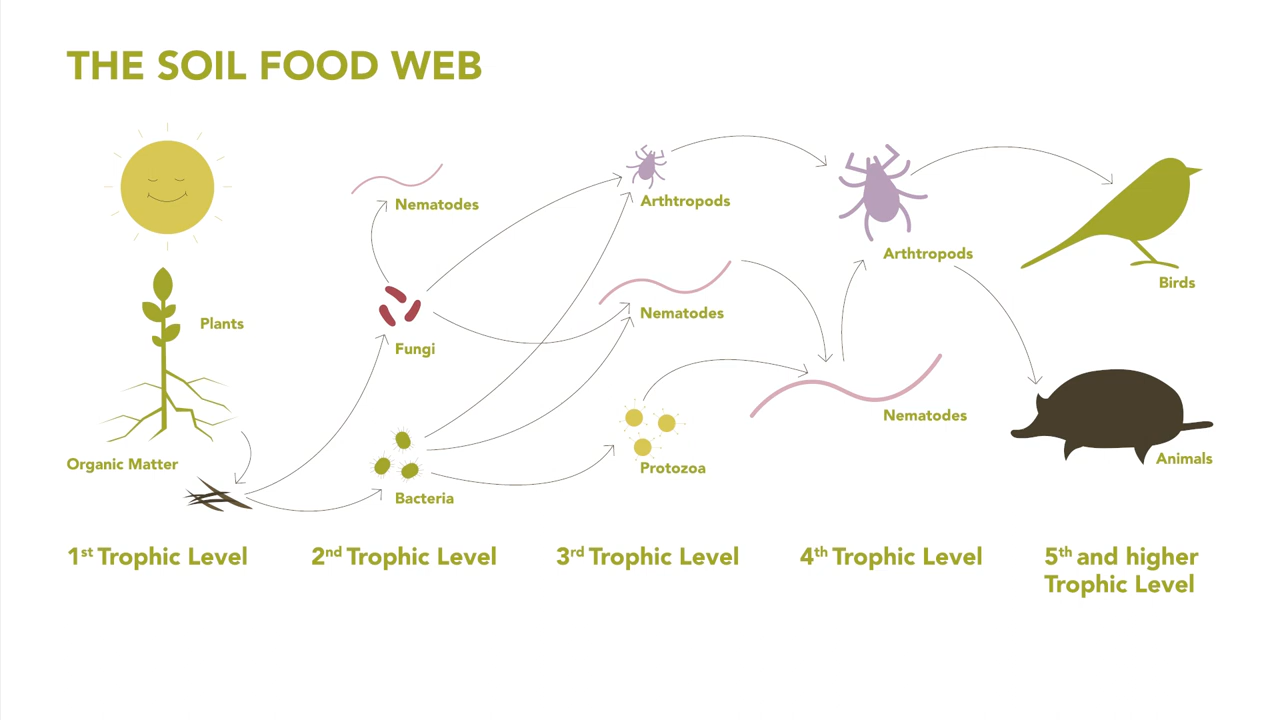 THE SOIL FOOD WEB
Nematodes
Arthtropods
Arthtropods
Birds
Plants
Fungi
Nematodes
Nematodes
Organic Matter
Bacteria
Protozoa
Animals
1st Trophic Level
2nd Trophic Level
3rd Trophic Level
4th Trophic Level
5th and higher
Trophic Level